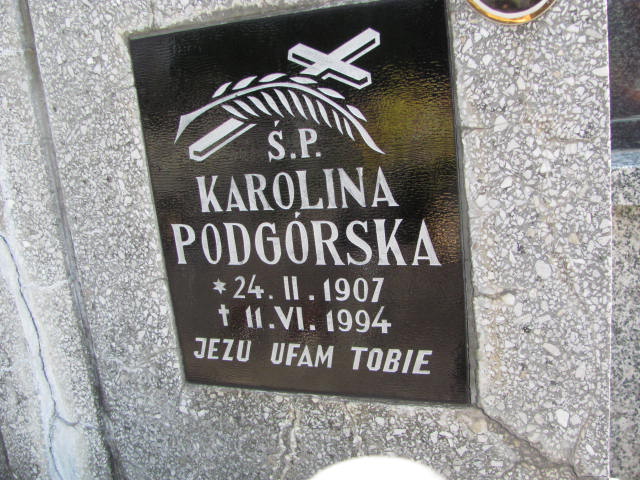 Ś.P.
KAROLINA
PODGÓRSKA
* 24.II.1907
† 11.VI.1994
JEZU UFAM TOBIE